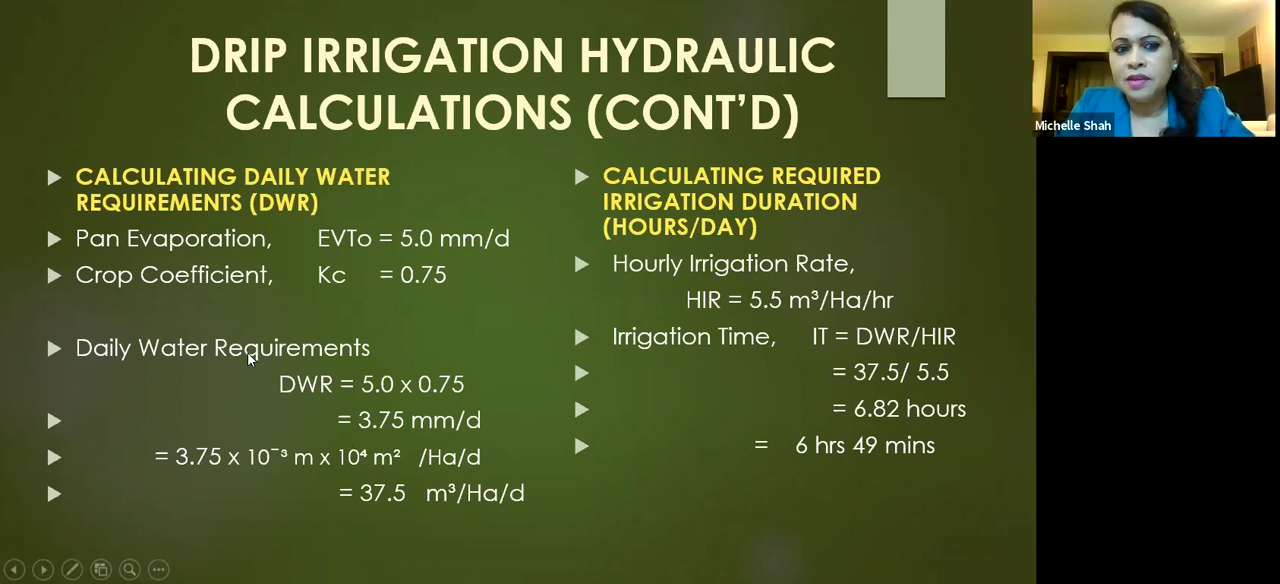 DRIP IRRIGATION HYDRAULIC
CALCULATIONS (CONT'D)
CALCULATING DAILY WATER
REQUIREMENTS (DWR)
Pan Evaporation, EVTo = 5.0 mm/d
Crop Coefficient, Kc = 0.75
Daily Water Requirements
DWR = 5.0 x 0.75
= 3.75 mm/d
= 3.75 x 10⁻³ m x 10⁴ m² /Ha/d
= 37.5 m³/Ha/d
CALCULATING REQUIRED
IRRIGATION DURATION
(HOURS/DAY)
Hourly Irrigation Rate,
HIR = 5.5 m³/Ha/hr
Irrigation Time, IT = DWR/HIR
= 37.5/ 5.5
= 6.82 hours
= 6 hrs 49 mins
Michelle Shah